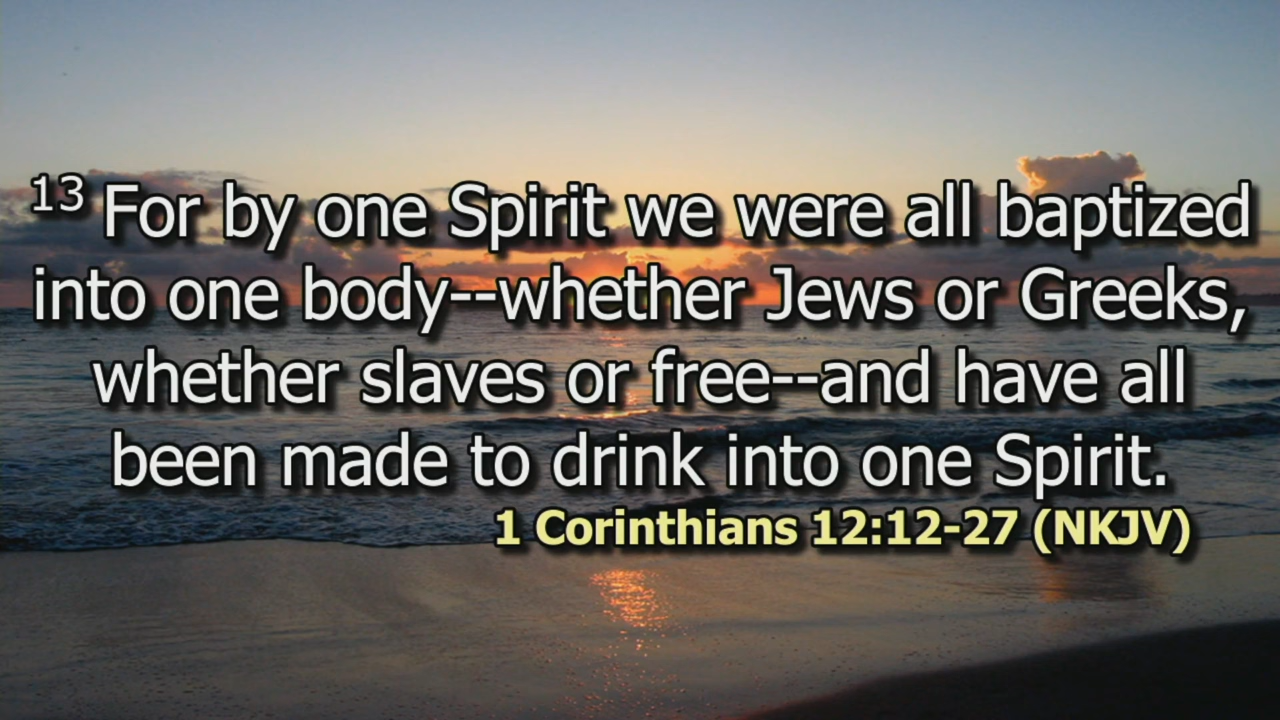 13 For by one Spirit we were all baptized
into one body--whether Jews or Greeks,
whether slaves or free--and have all
been made to drink into one Spirit.
1 Corinthians 12:12-27 (NKJV)